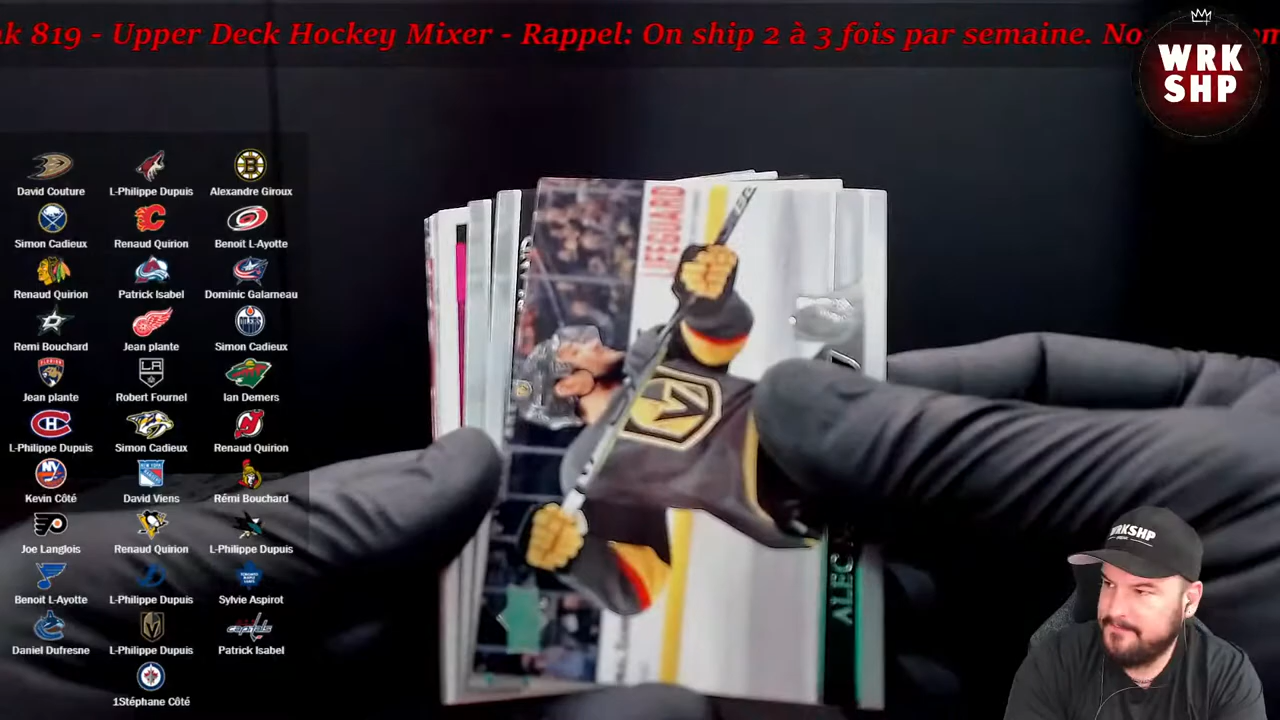 819 - Upper Deck Hockey Mixer - Rappel: On ship 2 à 3 fois par semaine.
WRK
SHP
David Couture
L-Philippe Dupuis
Alexandre Giroux
Simon Cadieux
Renaud Quirion
Benoit L-Ayotte
Renaud Quirion
Patrick Isabel
Dominic Galarneau
Remi Bouchard
Jean plante
Simon Cadieux
Jean plante
Robert Fournel
Ian Demers
L-Philippe Dupuis
Simon Cadieux
Renaud Quirion
Kevin Côté
David Viens
Rémi Bouchard
Joe Langlois
Renaud Quirion
L-Philippe Dupuis
Benoit L-Ayotte
L-Philippe Dupuis
Sylvie Aspirot
Daniel Dufresne
L-Philippe Dupuis
Patrick Isabel
1Stéphane Côté
LIFEGUARD
ALEC
WRKSHP